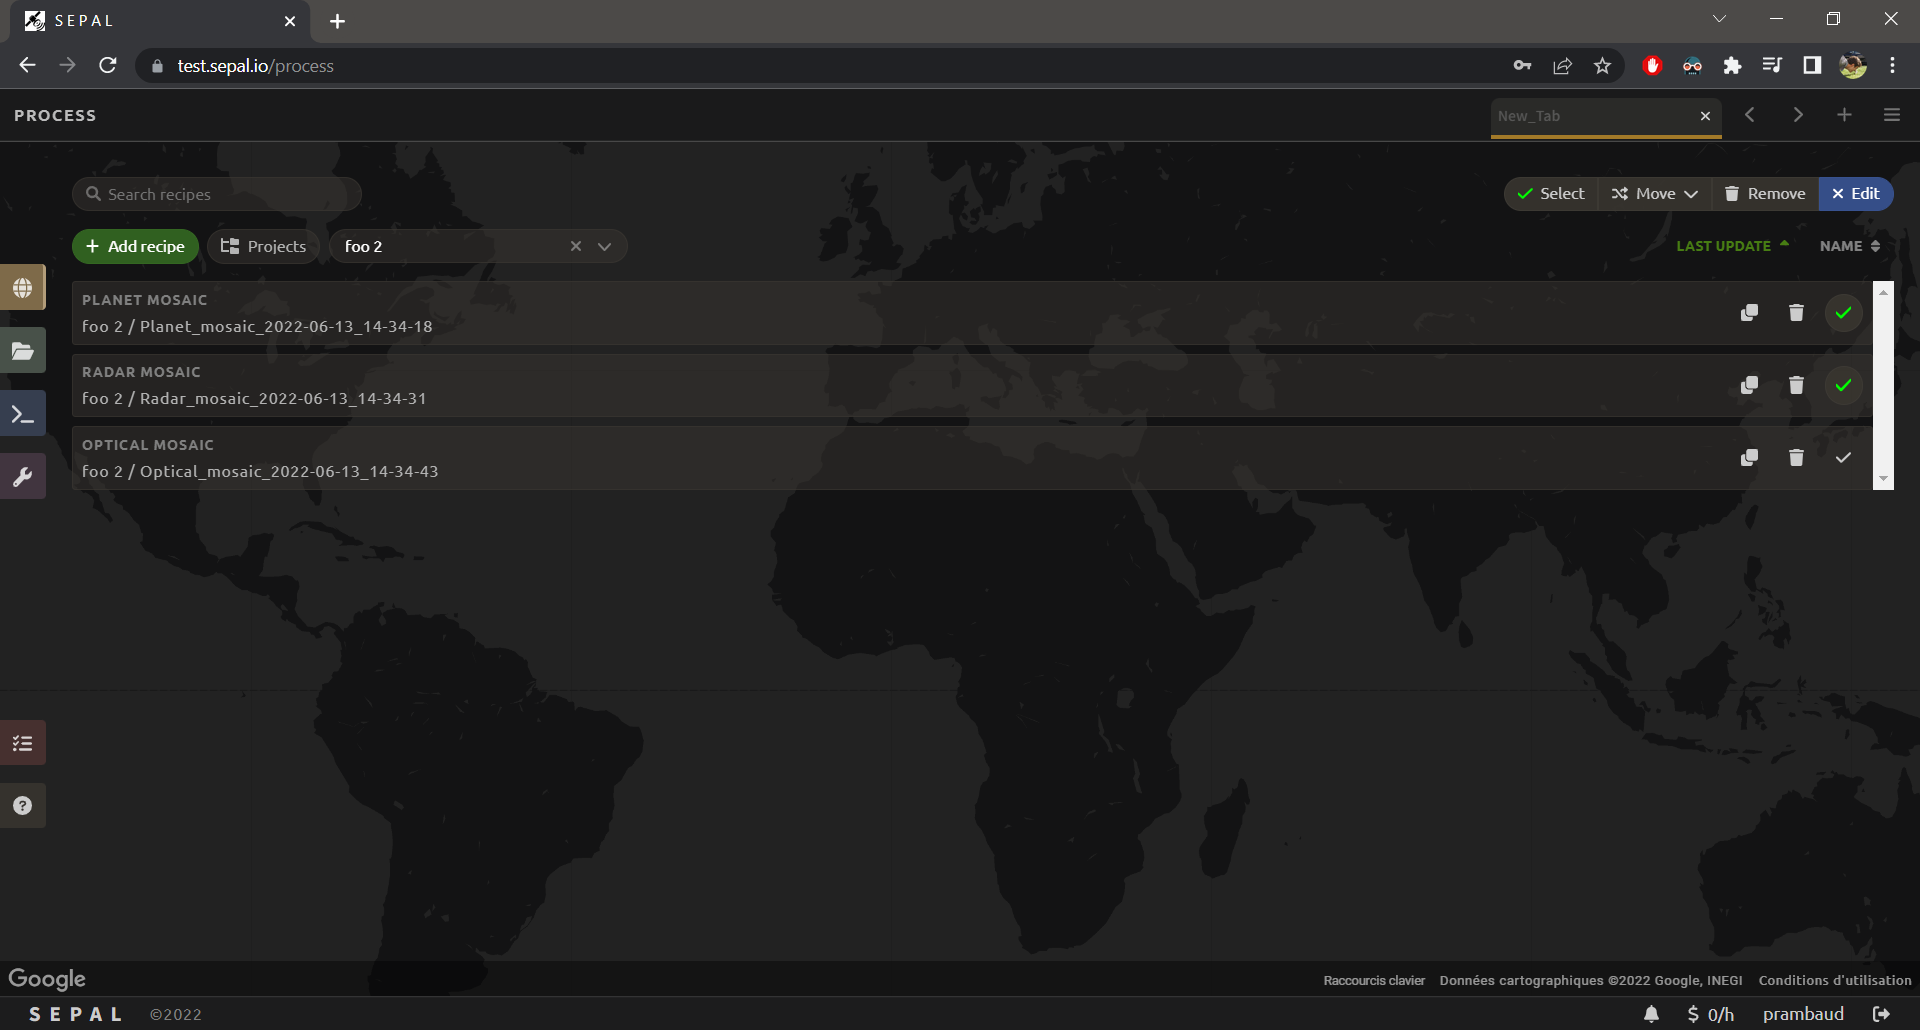 SEPAL
test.sepal.io/process
PROCESS
New_Tab
Search recipes
Select Move Remove Edit
Add recipe Projects foo 2
LAST UPDATE NAME
PLANET MOSAIC
foo 2 / Planet_mosaic_2022-06-13_14-34-18
RADAR MOSAIC
foo 2 / Radar_mosaic_2022-06-13_14-34-31
OPTICAL MOSAIC
foo 2 / Optical_mosaic_2022-06-13_14-34-43
Google
Raccourcis clavier Données cartographiques ©2022 Google, INEGI Conditions d'utilisation
SEPAL ©2022
$ 0/h prambaud